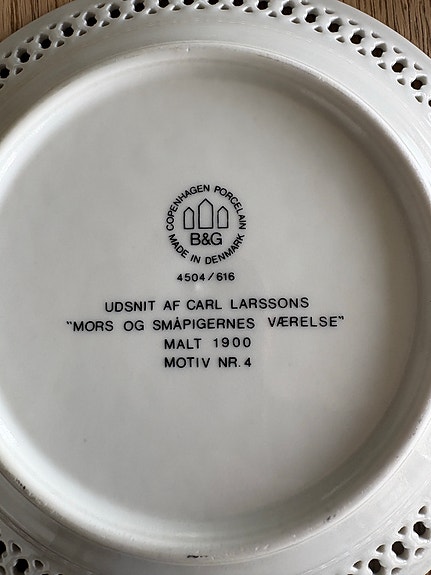 COPENHAGEN PORCELAIN
B&G
MADE IN DENMARK
4504/616
UDSNIT AF CARL LARSSONS
"MORS OG SMÅPIGERNES VÆRELSE"
MALT 1900
MOTIV NR. 4